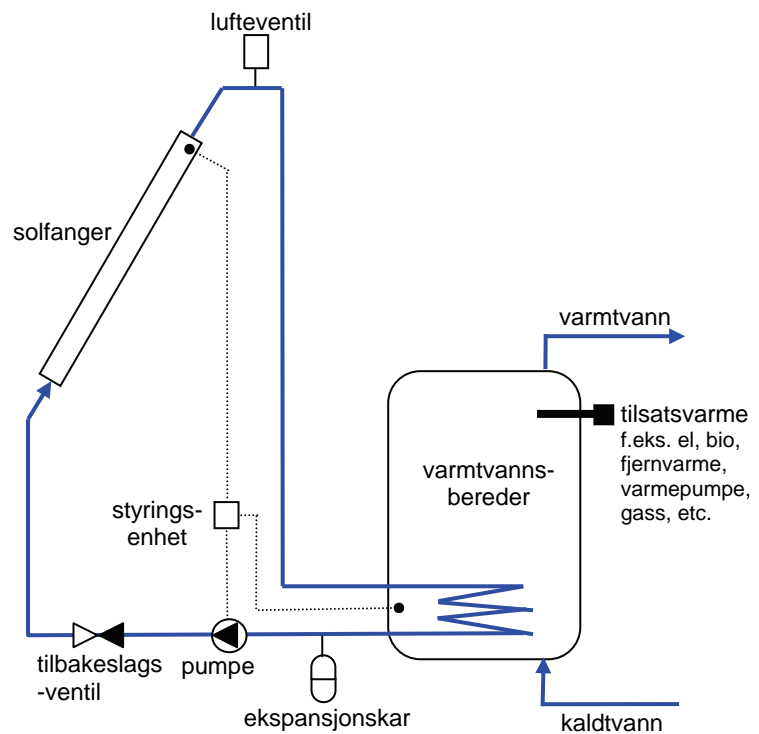 lufteventil
solfanger
varmtvann
tilsatsvarme
f.eks. el, bio,
fjernvarme,
varmepumpe,
gass, etc.
varmtvanns-
bereder
styrings-
enhet
tilbakeslags
-ventil
pumpe
ekspansjonskar
kaldtvann